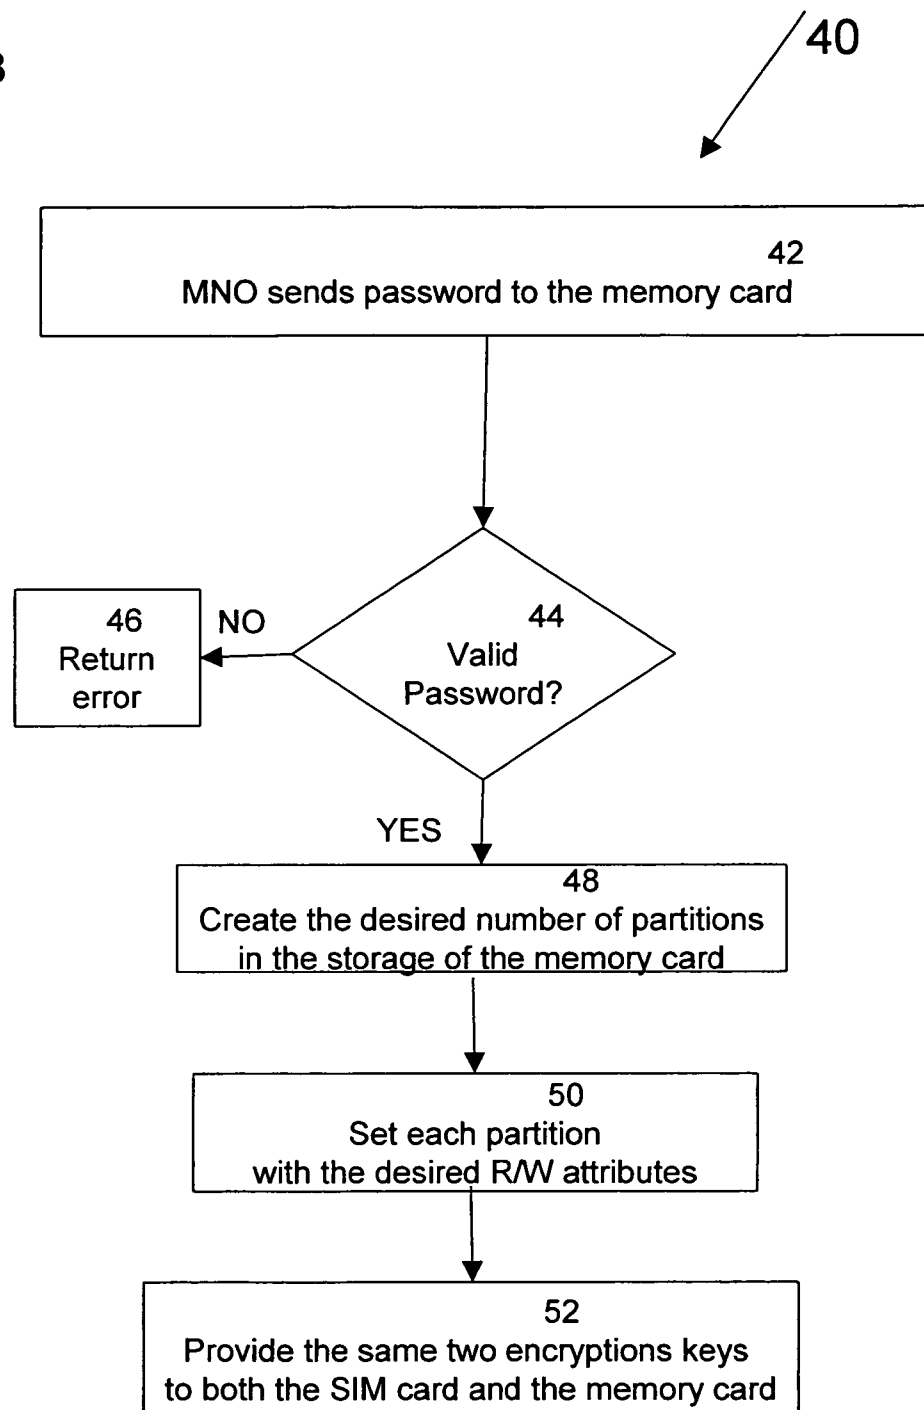 40
42
MNO sends password to the memory card
44
Valid
Password?
NO
46
Return
error
YES
48
Create the desired number of partitions
in the storage of the memory card
50
Set each partition
with the desired R/W attributes
52
Provide the same two encryptions keys
to both the SIM card and the memory card